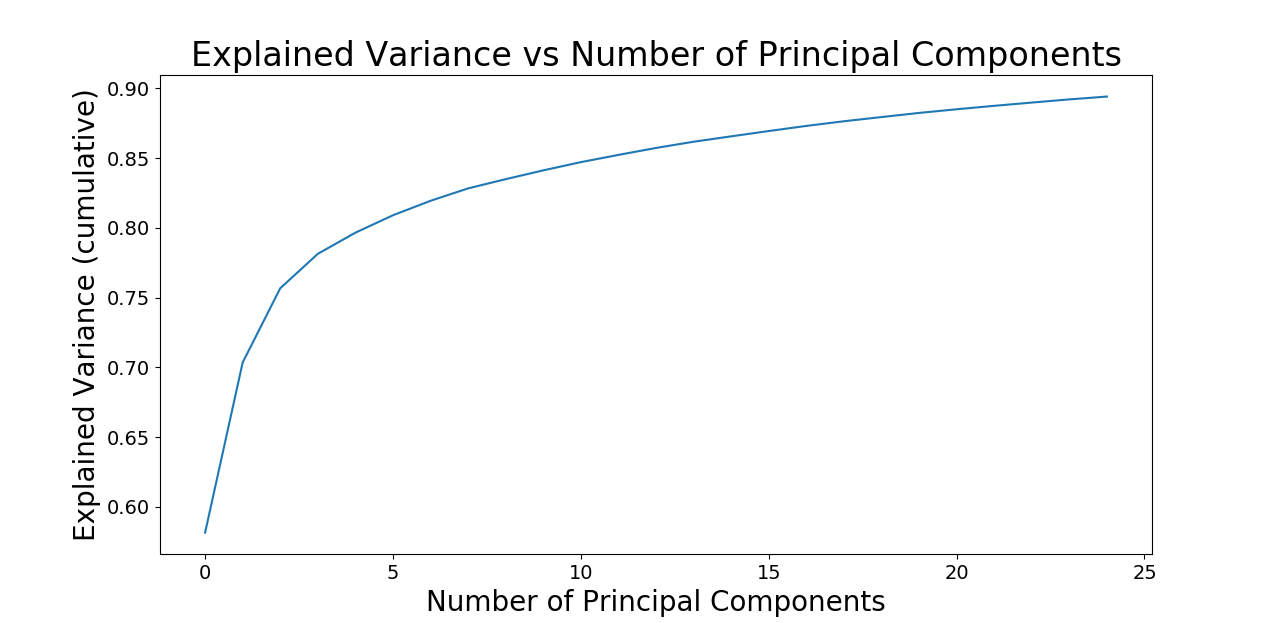 Explained Variance vs Number of Principal Components
Explained Variance (cumulative)
0.90
0.85
0.80
0.75
0.70
0.65
0.60
0 5 10 15 20 25
Number of Principal Components